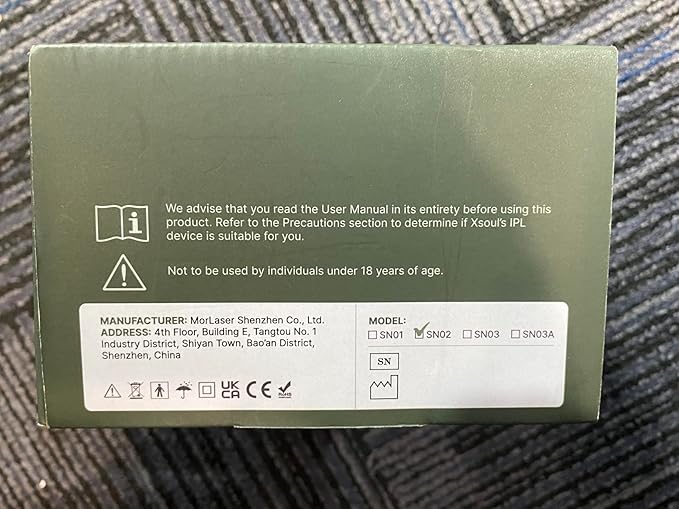 We advise that you read the User Manual in its entirety before using this
product. Refer to the Precautions section to determine if Xsoul's IPL
device is suitable for you.
Not to be used by individuals under 18 years of age.
MANUFACTURER: MorLaser Shenzhen Co., Ltd.
ADDRESS: 4th Floor, Building E, Tangtou No. 1
Industry District, Shiyan Town, Bao'an District,
Shenzhen, China
UK
CA
CE
RoHS
MODEL:
SN01 SN02 SN03 SN03A
SN